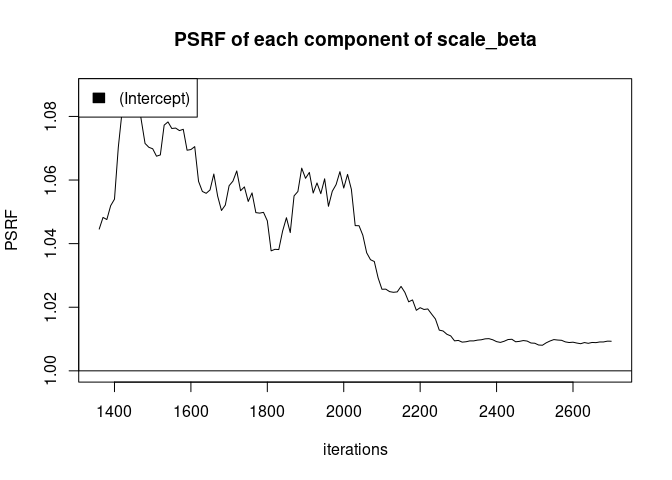 PSRF of each component of scale_beta
(Intercept)
PSRF
1.08
1.06
1.04
1.02
1.00
1400 1600 1800 2000 2200 2400 2600
iterations